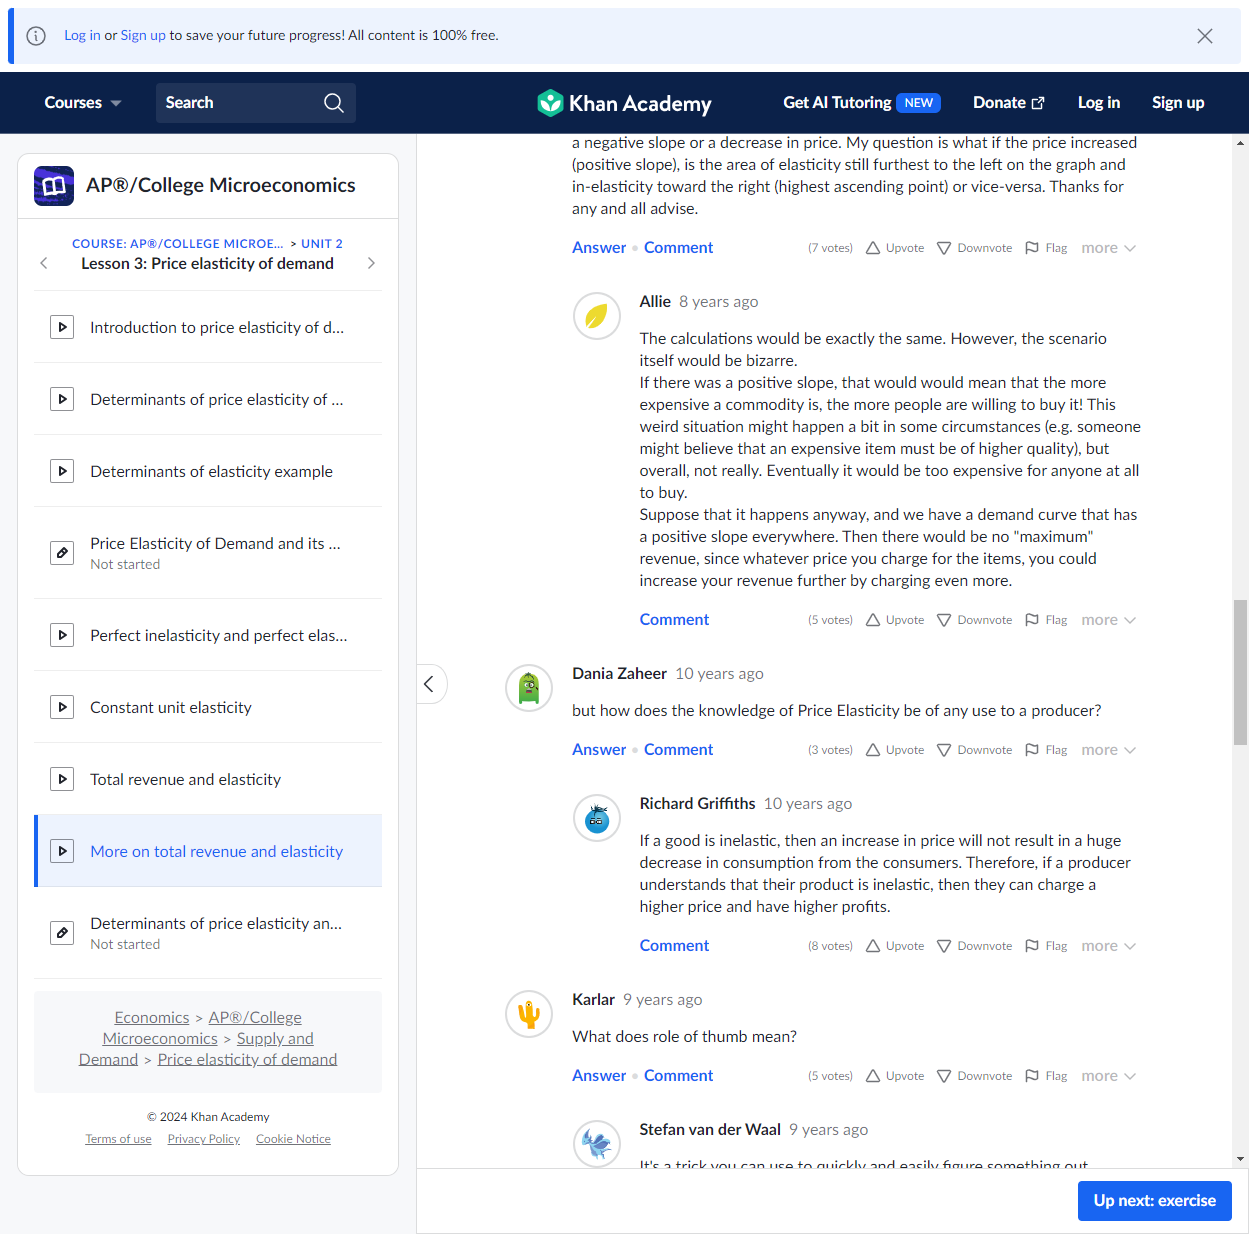 Log in or Sign up to save your future progress! All content is 100% free.
Courses
Search
Khan Academy
Get AI Tutoring NEW
Donate
Log in
Sign up
AP®/College Microeconomics
COURSE: AP®/COLLEGE MICROE... > UNIT 2
Lesson 3: Price elasticity of demand
Introduction to price elasticity of d...
Determinants of price elasticity of ...
Determinants of elasticity example
Price Elasticity of Demand and its ...
Not started
Perfect inelasticity and perfect elas...
Constant unit elasticity
Total revenue and elasticity
More on total revenue and elasticity
Determinants of price elasticity an...
Not started
Economics > AP®/College
Microeconomics > Supply and
Demand > Price elasticity of demand
© 2024 Khan Academy
Terms of use Privacy Policy Cookie Notice
a negative slope or a decrease in price. My question is what if the price increased
(positive slope), is the area of elasticity still furthest to the left on the graph and
in-elasticity toward the right (highest ascending point) or vice-versa. Thanks for
any and all advise.
Answer • Comment (7 votes) Upvote Downvote Flag more
Allie 8 years ago
The calculations would be exactly the same. However, the scenario
itself would be bizarre.
If there was a positive slope, that would would mean that the more
expensive a commodity is, the more people are willing to buy it! This
weird situation might happen a bit in some circumstances (e.g. someone
might believe that an expensive item must be of higher quality), but
overall, not really. Eventually it would be too expensive for anyone at all
to buy.
Suppose that it happens anyway, and we have a demand curve that has
a positive slope everywhere. Then there would be no "maximum"
revenue, since whatever price you charge for the items, you could
increase your revenue further by charging even more.
Comment (5 votes) Upvote Downvote Flag more
Dania Zaheer 10 years ago
but how does the knowledge of Price Elasticity be of any use to a producer?
Answer • Comment (3 votes) Upvote Downvote Flag more
Richard Griffiths 10 years ago
If a good is inelastic, then an increase in price will not result in a huge
decrease in consumption from the consumers. Therefore, if a producer
understands that their product is inelastic, then they can charge a
higher price and have higher profits.
Comment (8 votes) Upvote Downvote Flag more
Karlar 9 years ago
What does role of thumb mean?
Answer • Comment (5 votes) Upvote Downvote Flag more
Stefan van der Waal 9 years ago
It's a trick you can use to quickly and easily figure something out.
Up next: exercise